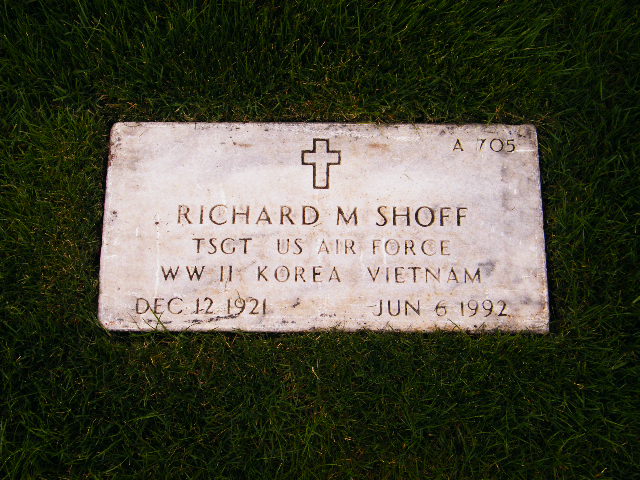 A 705
RICHARD M SHOFF
TSGT US AIR FORCE
WW II KOREA VIETNAM
DEC 12 1921 JUN 6 1992